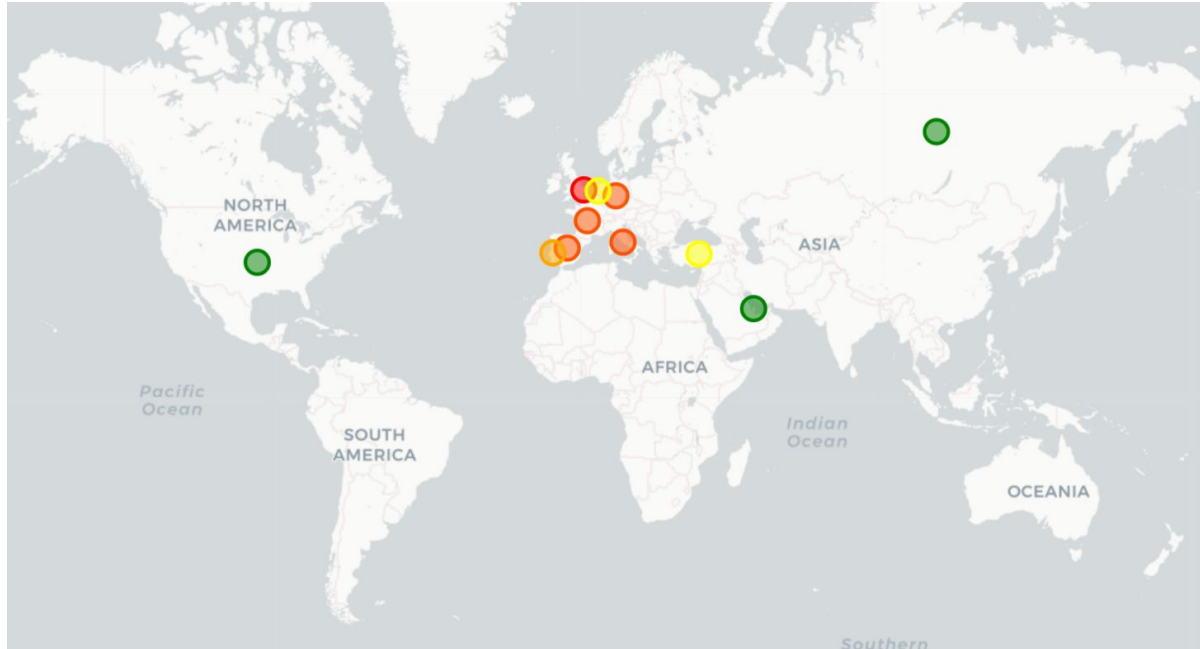 NORTH
AMERICA
ASIA
AFRICA
Pacific
Ocean
Indian
Ocean
SOUTH
AMERICA
OCEANIA
Southern